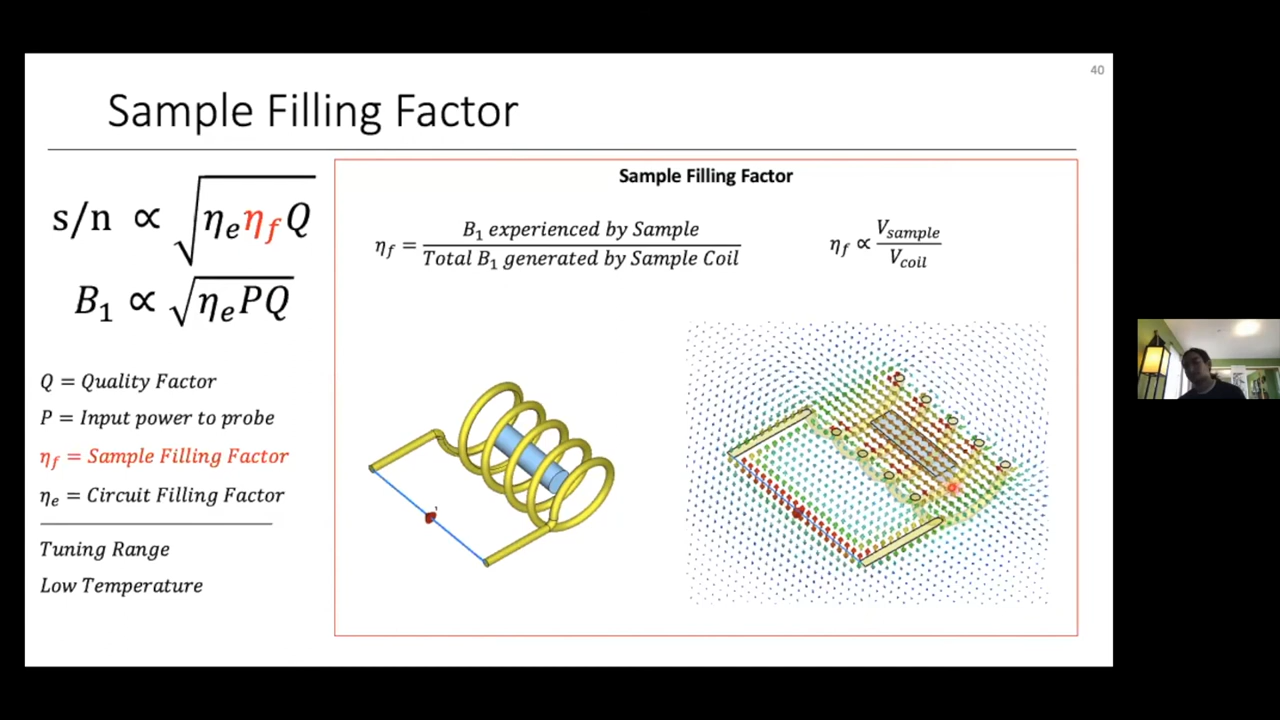 40
Sample Filling Factor
s/n ∝ √(η_e η_f Q)
B₁ ∝ √(η_e PQ)
Q = Quality Factor
P = Input power to probe
η_f = Sample Filling Factor
η_e = Circuit Filling Factor
Tuning Range
Low Temperature
Sample Filling Factor
η_f = B₁ experienced by Sample / Total B₁ generated by Sample Coil
η_f ∝ V_sample / V_coil